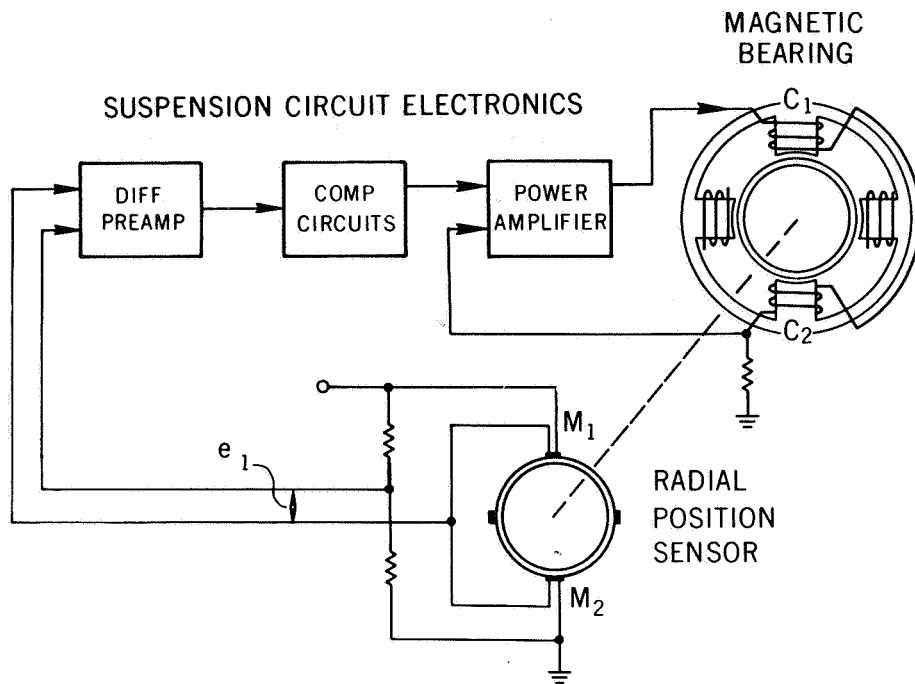 MAGNETIC
BEARING
SUSPENSION CIRCUIT ELECTRONICS
C1
DIFF.
PREAMP
COMP
CIRCUITS
POWER
AMPLIFIER
C2
M1
e1
RADIAL
POSITION
SENSOR
M2